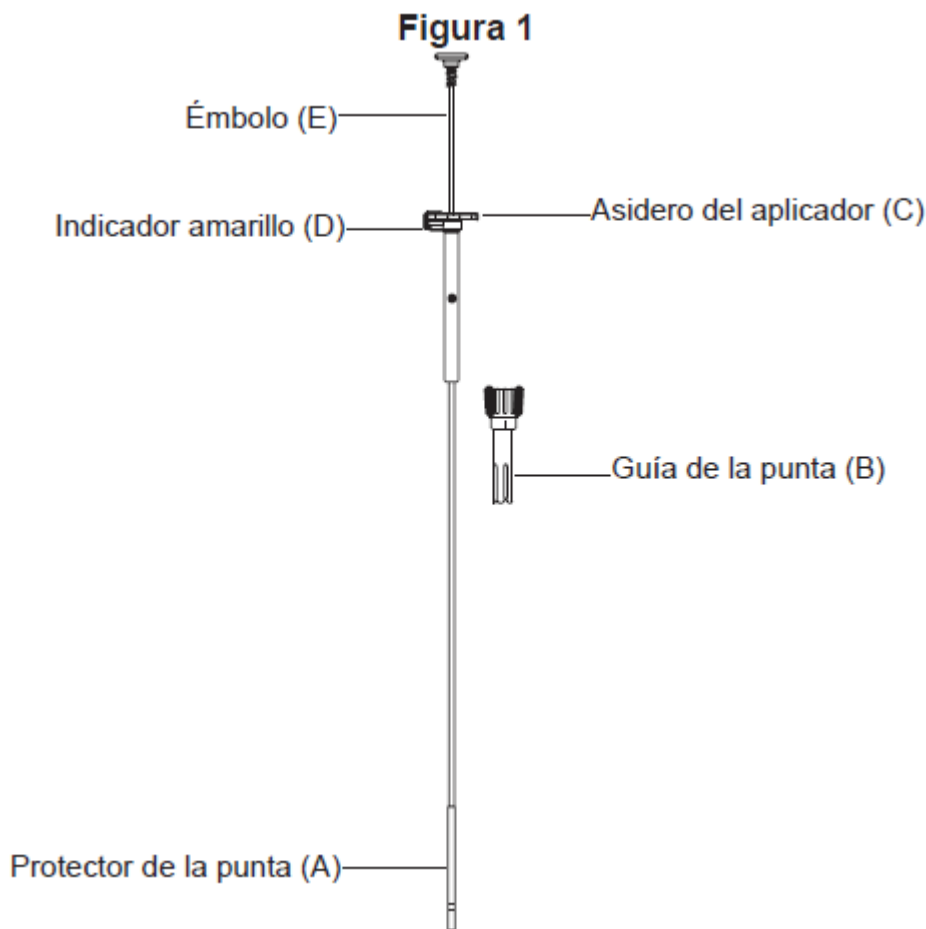 Figura 1
Émbolo (E)
Asidero del aplicador (C)
Indicador amarillo (D)
Guía de la punta (B)
Protector de la punta (A)